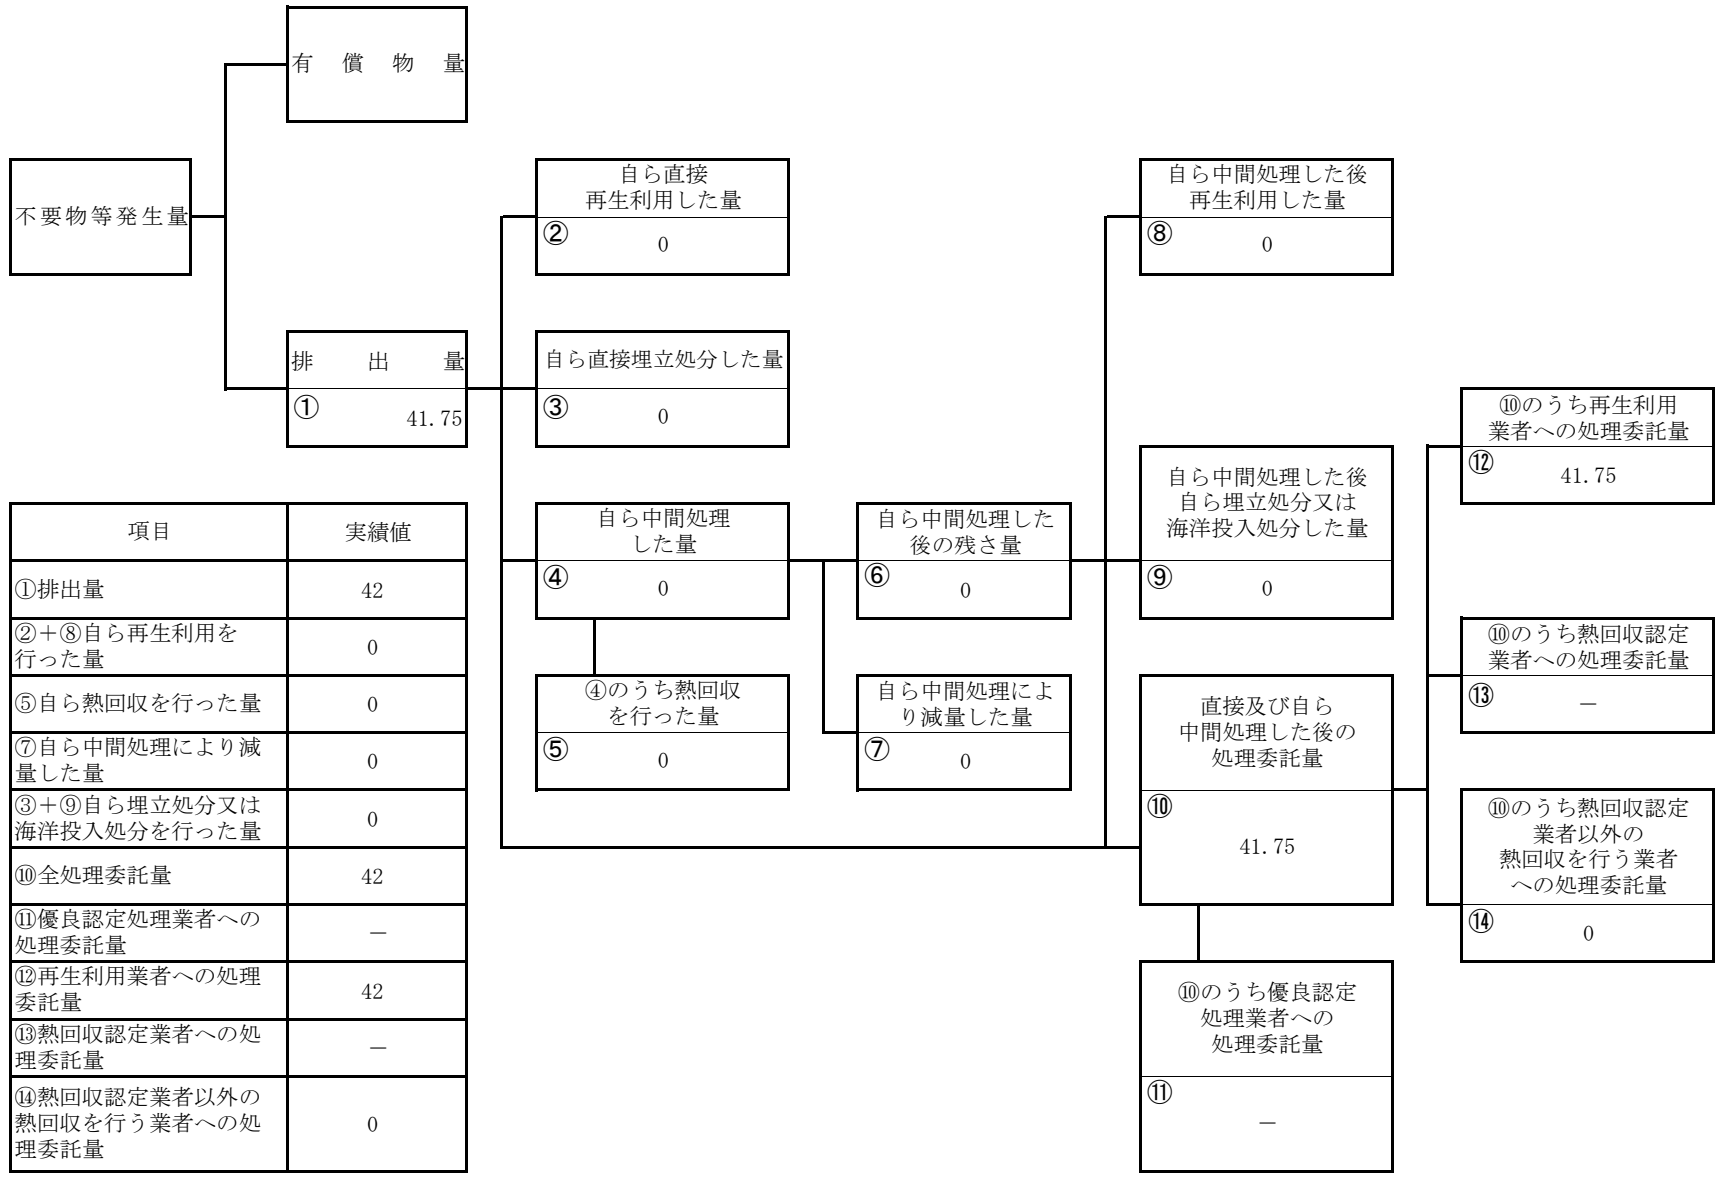 有償物量
不要物等発生量
排出量
①
41.75
自ら直接
再生利用した量
②
0
自ら直接埋立処分した量
③
0
自ら中間処理
した量
④
0
④のうち熱回収
を行った量
⑤
0
自ら中間処理した
後の残さ量
⑥
0
自ら中間処理によ
り減量した量
⑦
0
自ら中間処理した後
再生利用した量
⑧
0
自ら中間処理した後
自ら埋立処分又は
海洋投入処分した量
⑨
0
直接及び自ら
中間処理した後の
処理委託量
⑩
41.75
⑩のうち優良認定
処理業者への
処理委託量
⑪
－
⑩のうち再生利用
業者への処理委託量
⑫
41.75
⑩のうち熱回収認定
業者への処理委託量
⑬
－
⑩のうち熱回収認定
業者以外の
熱回収を行う業者
への処理委託量
⑭
0
項目 実績値
①排出量 42
②＋⑧自ら再生利用を
行った量 0
⑤自ら熱回収を行った量 0
⑦自ら中間処理により減
量した量 0
③＋⑨自ら埋立処分又は
海洋投入処分を行った量 0
⑩全処理委託量 42
⑪優良認定処理業者への
処理委託量 －
⑫再生利用業者への処理
委託量 42
⑬熱回収認定業者への処
理委託量 －
⑭熱回収認定業者以外の
熱回収を行う業者への処
理委託量 0